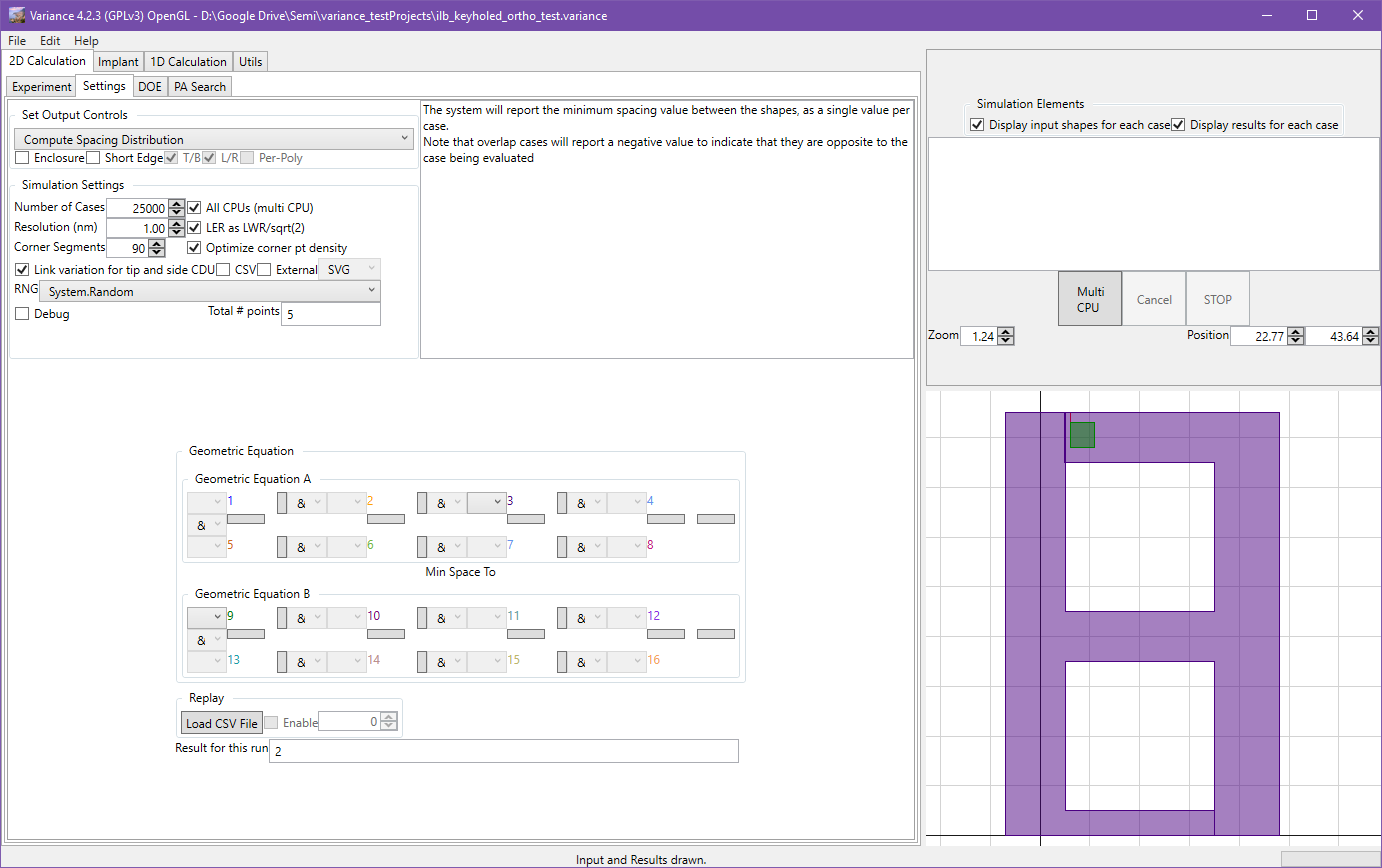 Variance 4.2.3 (GPLv3) OpenGL - D:\Google Drive\Semi\variance_testProjects\ilb_keyholed_ortho_test.variance
File Edit Help
2D Calculation Implant 1D Calculation Utils
Experiment Settings DOE PA Search
Set Output Controls
Compute Spacing Distribution
Enclosure Short Edge T/B L/R Per-Poly
The system will report the minimum spacing value between the shapes, as a single value per
case.
Note that overlap cases will report a negative value to indicate that they are opposite to the
case being evaluated
Simulation Settings
Number of Cases 25000 All CPUs (multi CPU)
Resolution (nm) 1.00 LER as LWR/sqrt(2)
Corner Segments 90 Optimize corner pt density
Link variation for tip and side CDU CSV External SVG
RNG System.Random
Debug Total # points 5
Geometric Equation
Geometric Equation A
1 & 2 & 3 & 4
&
5 & 6 & 7 & 8
Min Space To
Geometric Equation B
9 & 10 & 11 & 12
&
13 & 14 & 15 & 16
Replay
Load CSV File Enable 0
Result for this run 2
Simulation Elements
Display input shapes for each case Display results for each case
Multi
CPU
Cancel STOP
Zoom 1.24 Position 22.77 43.64
Input and Results drawn.